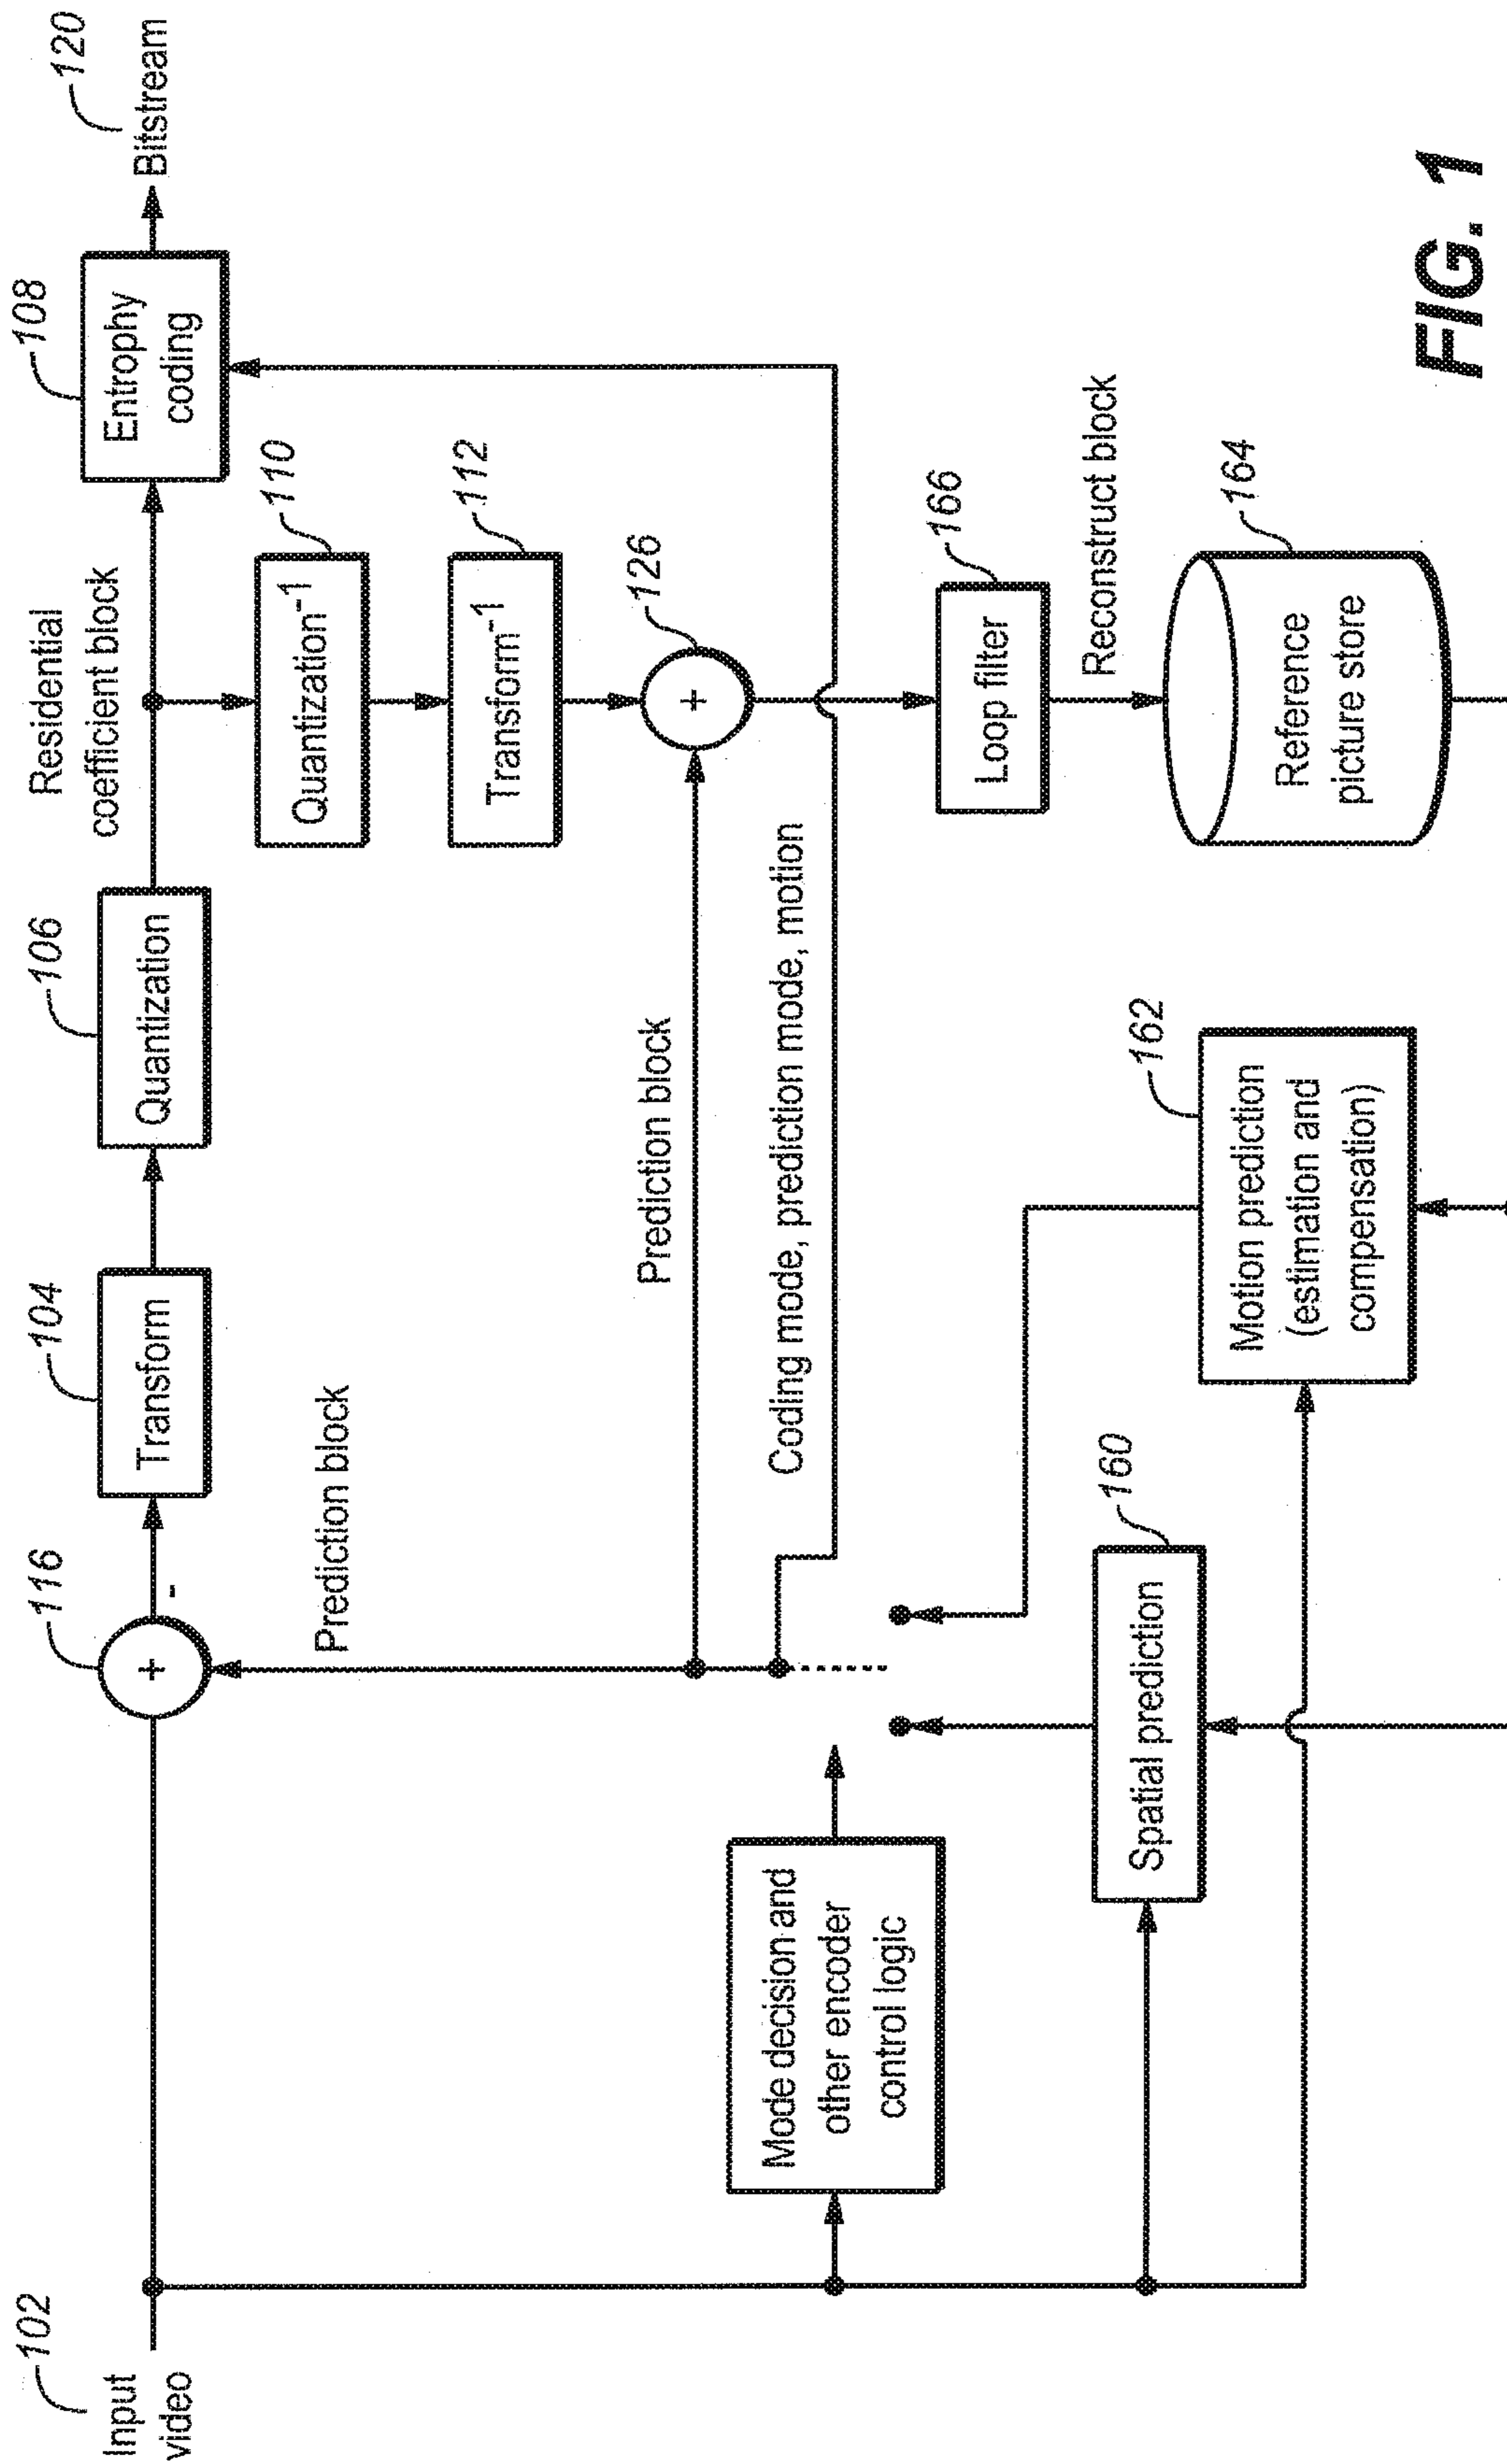 102
Input
video
116
+
-
104
Transform
106
Quantization
Residential
coefficient block
108
Entrophy
coding
120
Bitstream
110
Quantization⁻¹
112
Transform⁻¹
126
+
Prediction block
Prediction block
Coding mode, prediction mode, motion
Mode decision and
other encoder
control logic
160
Spatial prediction
162
Motion prediction
(estimation and
compensation)
166
Loop filter
Reconstruct block
164
Reference
picture store
FIG. 1